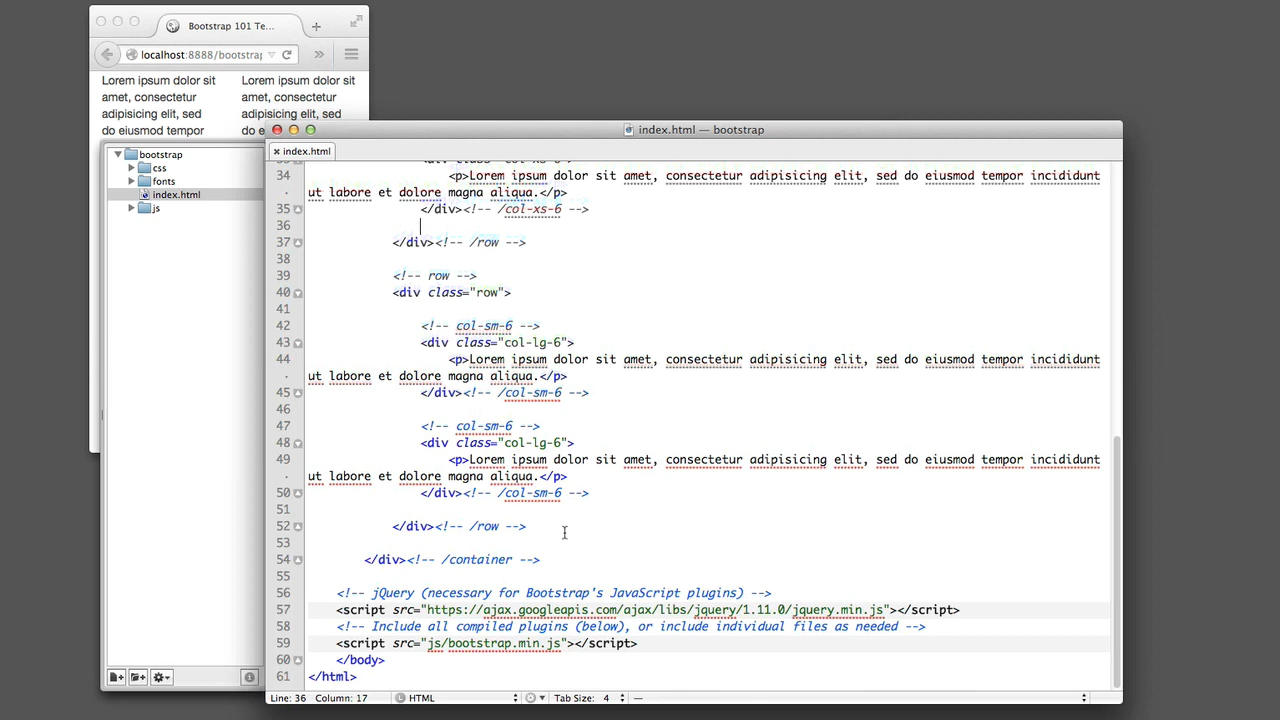 Bootstrap 101 Te...
localhost:8888/bootstrap
Lorem ipsum dolor sit
amet, consectetur
adipisicing elit, sed
do eiusmod tempor
Lorem ipsum dolor sit
amet, consectetur
adipisicing elit, sed
do eiusmod tempor
bootstrap
css
fonts
index.html
js
index.html — bootstrap
index.html
34 <p>Lorem ipsum dolor sit amet, consectetur adipisicing elit, sed do eiusmod tempor incididunt
ut labore et dolore magna aliqua.</p>
35 </div><!-- /col-xs-6 -->
36
37 </div><!-- /row -->
38
39 <!-- row -->
40 <div class="row">
41
42 <!-- col-sm-6 -->
43 <div class="col-lg-6">
44 <p>Lorem ipsum dolor sit amet, consectetur adipisicing elit, sed do eiusmod tempor incididunt
ut labore et dolore magna aliqua.</p>
45 </div><!-- /col-sm-6 -->
46
47 <!-- col-sm-6 -->
48 <div class="col-lg-6">
49 <p>Lorem ipsum dolor sit amet, consectetur adipisicing elit, sed do eiusmod tempor incididunt
ut labore et dolore magna aliqua.</p>
50 </div><!-- /col-sm-6 -->
51
52 </div><!-- /row -->
53
54 </div><!-- /container -->
55
56 <!-- jQuery (necessary for Bootstrap's JavaScript plugins) -->
57 <script src="https://ajax.googleapis.com/ajax/libs/jquery/1.11.0/jquery.min.js"></script>
58 <!-- Include all compiled plugins (below), or include individual files as needed -->
59 <script src="js/bootstrap.min.js"></script>
60 </body>
61 </html>
Line: 36 Column: 17 HTML Tab Size: 4 —